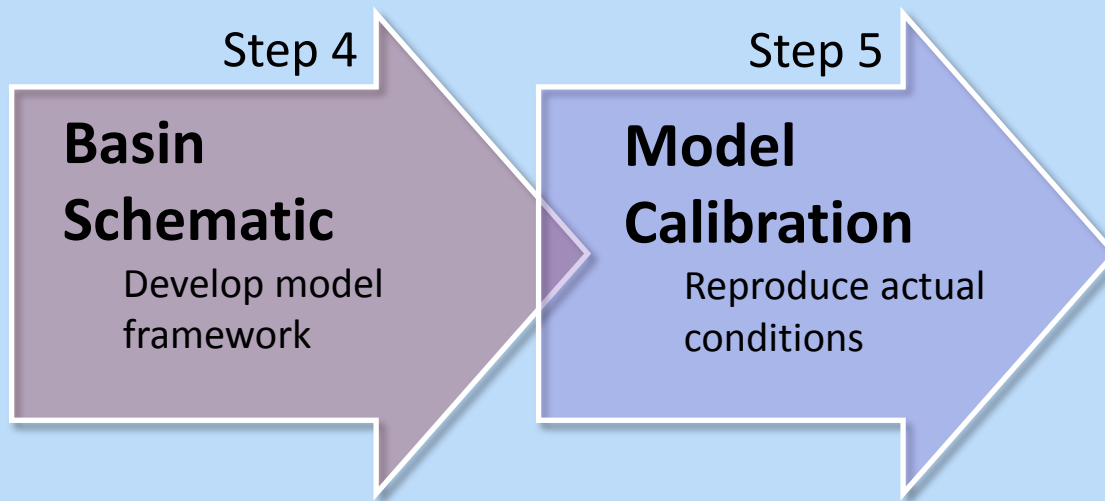 Step 4
Basin
Schematic
Develop model
framework
Step 5
Model
Calibration
Reproduce actual
conditions